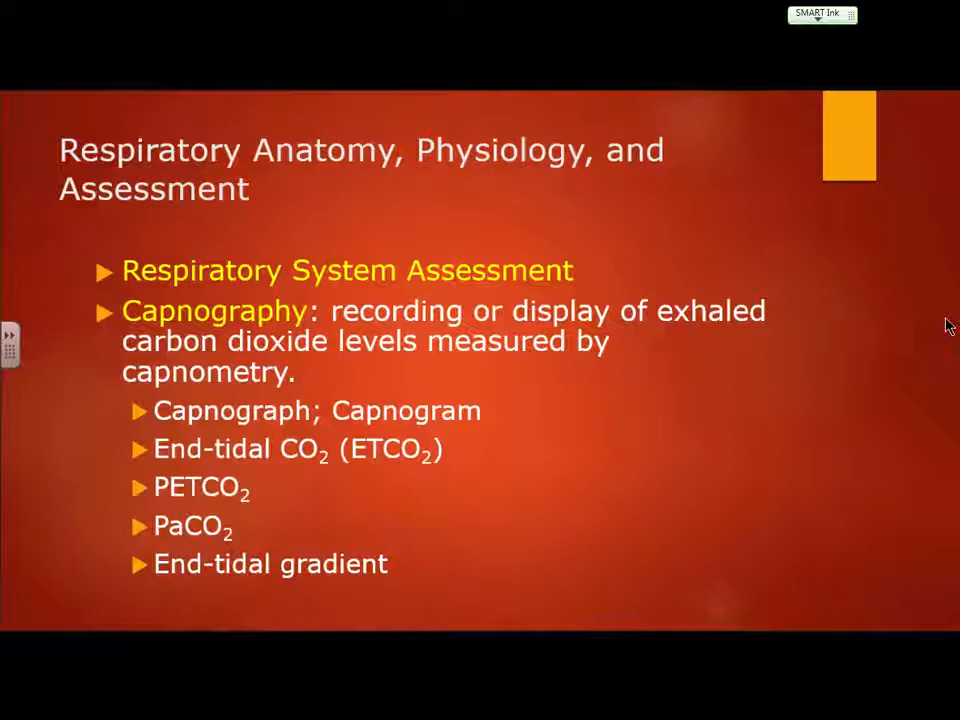 SMART Ink
Respiratory Anatomy, Physiology, and
Assessment
Respiratory System Assessment
Capnography: recording or display of exhaled
carbon dioxide levels measured by
capnometry.
Capnograph; Capnogram
End-tidal CO₂ (ETCO₂)
PETCO₂
PaCO₂
End-tidal gradient